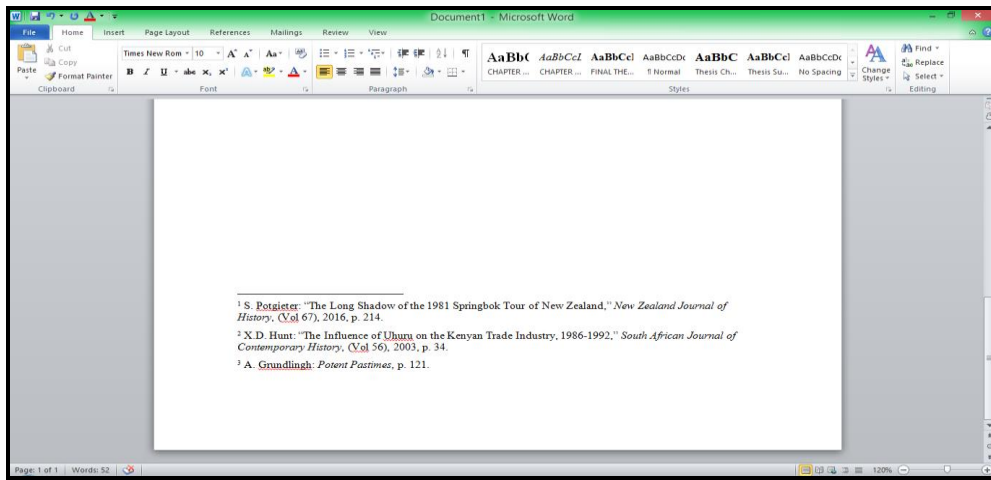 Document1 - Microsoft Word
File Home Insert Page Layout References Mailings Review View
Cut
Copy
Paste
Format Painter
Clipboard
Times New Rom 10
Font
Paragraph
AaBb( AaBbCcI AaBbCcl AaBbCcDc AaBbC AaBbCcl AaBbCcDc
CHAPTER ... CHAPTER ... FINAL THE... ¶ Normal Thesis Ch... Thesis Su... No Spacing
Styles
Change
Styles
Find
Replace
Select
Editing
1 S. Potgieter: “The Long Shadow of the 1981 Springbok Tour of New Zealand,” New Zealand Journal of
History, (Vol 67), 2016, p. 214.
2 X.D. Hunt: “The Influence of Uhuru on the Kenyan Trade Industry, 1986-1992,” South African Journal of
Contemporary History, (Vol 56), 2003, p. 34.
3 A. Grundlingh: Potent Pastimes, p. 121.
Page: 1 of 1 Words: 52 120%